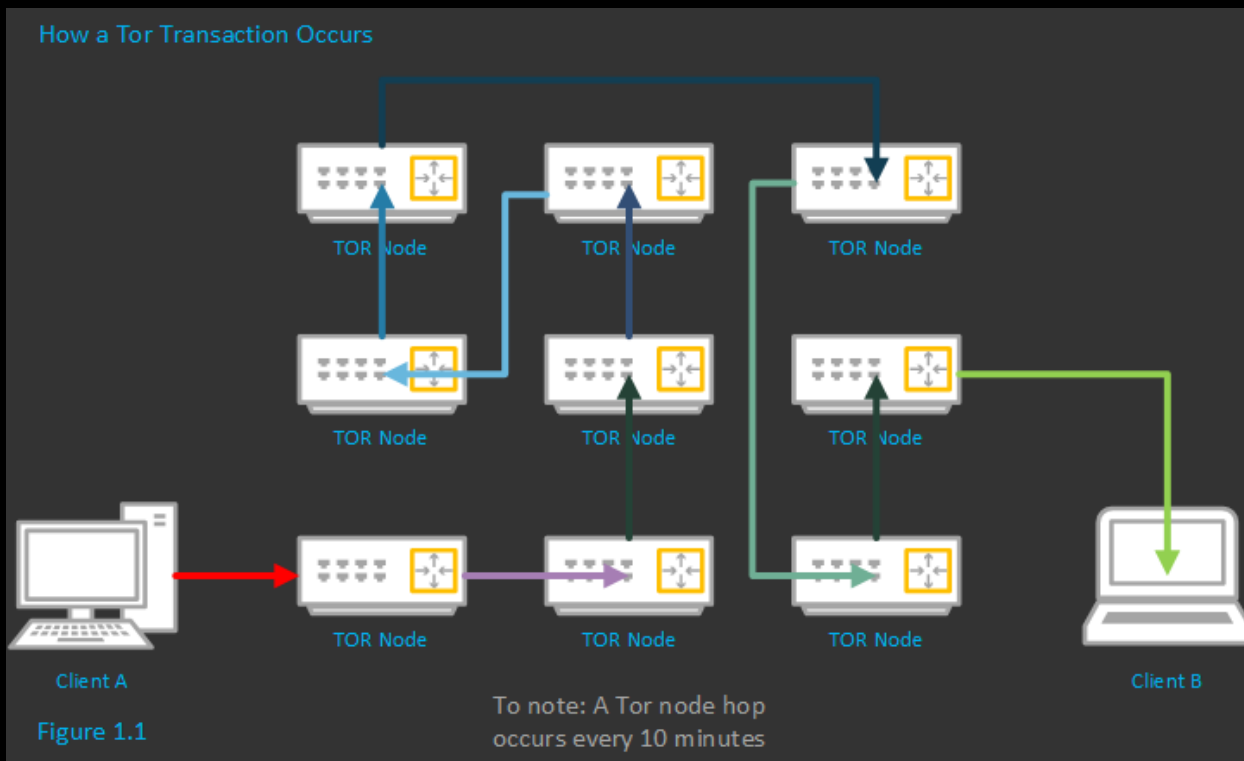 How a Tor Transaction Occurs
TOR Node
TOR Node
TOR Node
TOR Node
TOR Node
TOR Node
TOR Node
TOR Node
TOR Node
Client A
Client B
To note: A Tor node hop
occurs every 10 minutes
Figure 1.1